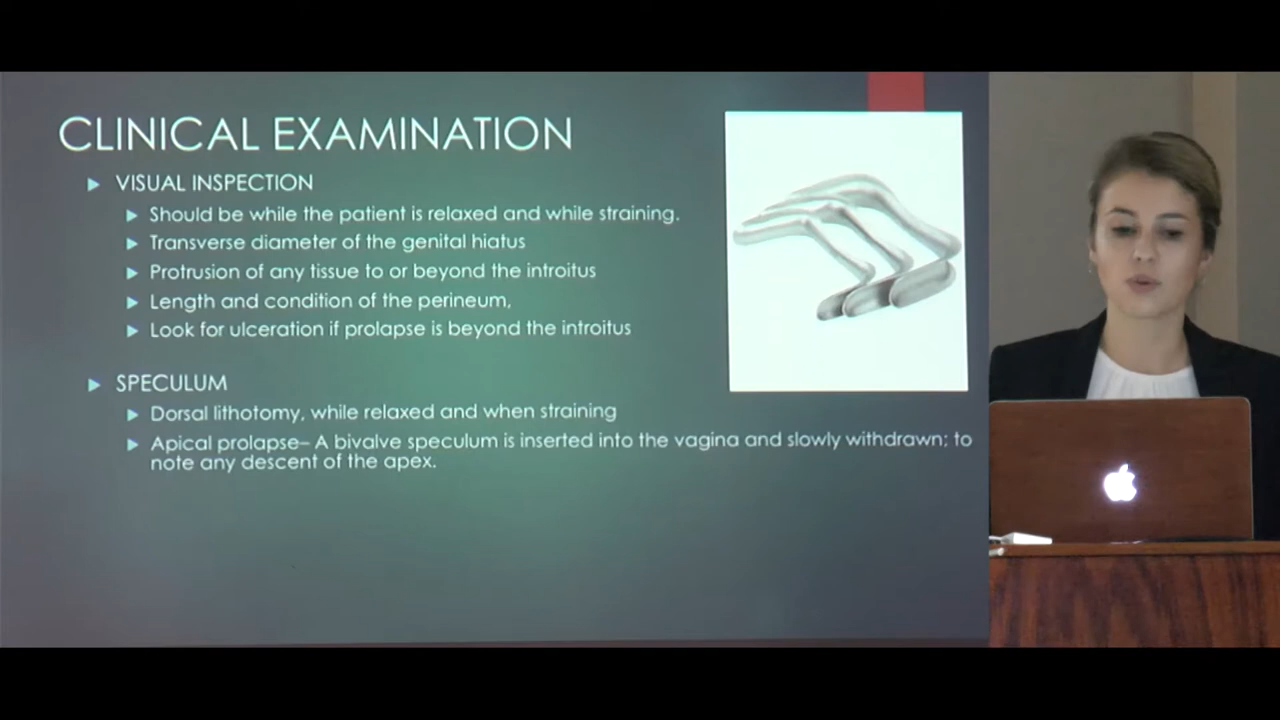 CLINICAL EXAMINATION
VISUAL INSPECTION
Should be while the patient is relaxed and while straining.
Transverse diameter of the genital hiatus
Protrusion of any tissue to or beyond the introitus
Length and condition of the perineum,
Look for ulceration if prolapse is beyond the introitus
SPECULUM
Dorsal lithotomy, while relaxed and when straining
Apical prolapse– A bivalve speculum is inserted into the vagina and slowly withdrawn; to
note any descent of the apex.